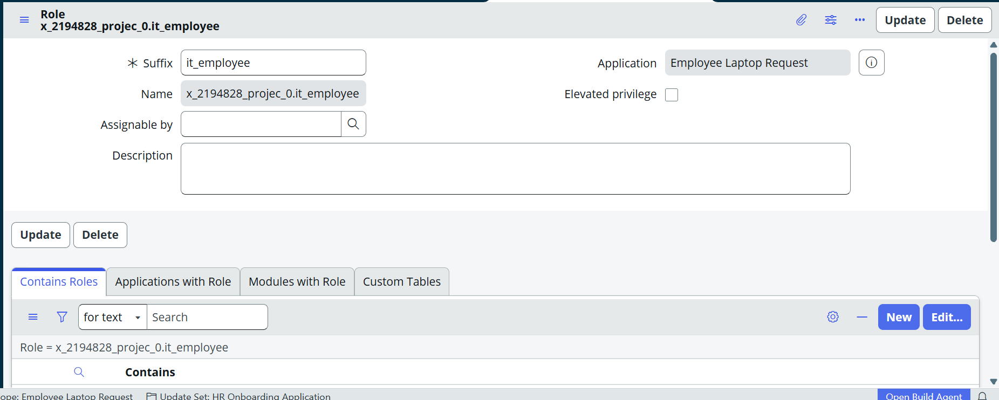 Role
x_2194828_projec_0.it_employee
Update
Delete
Suffix
it_employee
Application
Employee Laptop Request
Name
x_2194828_projec_0.it_employee
Elevated privilege
Assignable by
Description
Update
Delete
Contains Roles
Applications with Role
Modules with Role
Custom Tables
for text
Search
New
Edit...
Role = x_2194828_projec_0.it_employee
Contains
ope: Employee Laptop Request
Update Set: HR Onboarding Application
Open Build Agent